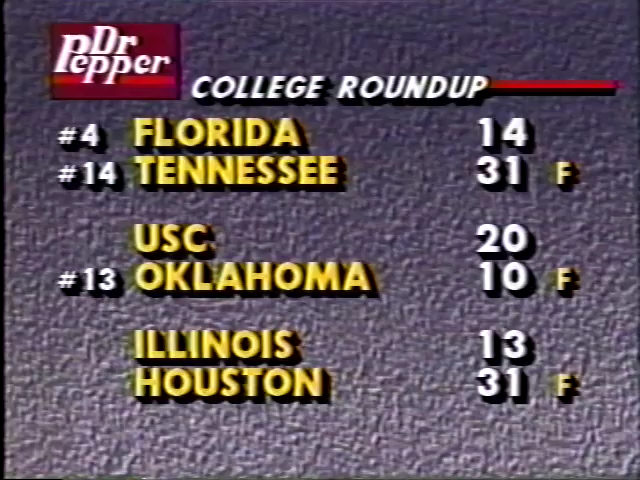 Dr
Pepper
COLLEGE ROUNDUP
#4 FLORIDA 14
#14 TENNESSEE 31 F
USC 20
#13 OKLAHOMA 10 F
ILLINOIS 13
HOUSTON 31 F